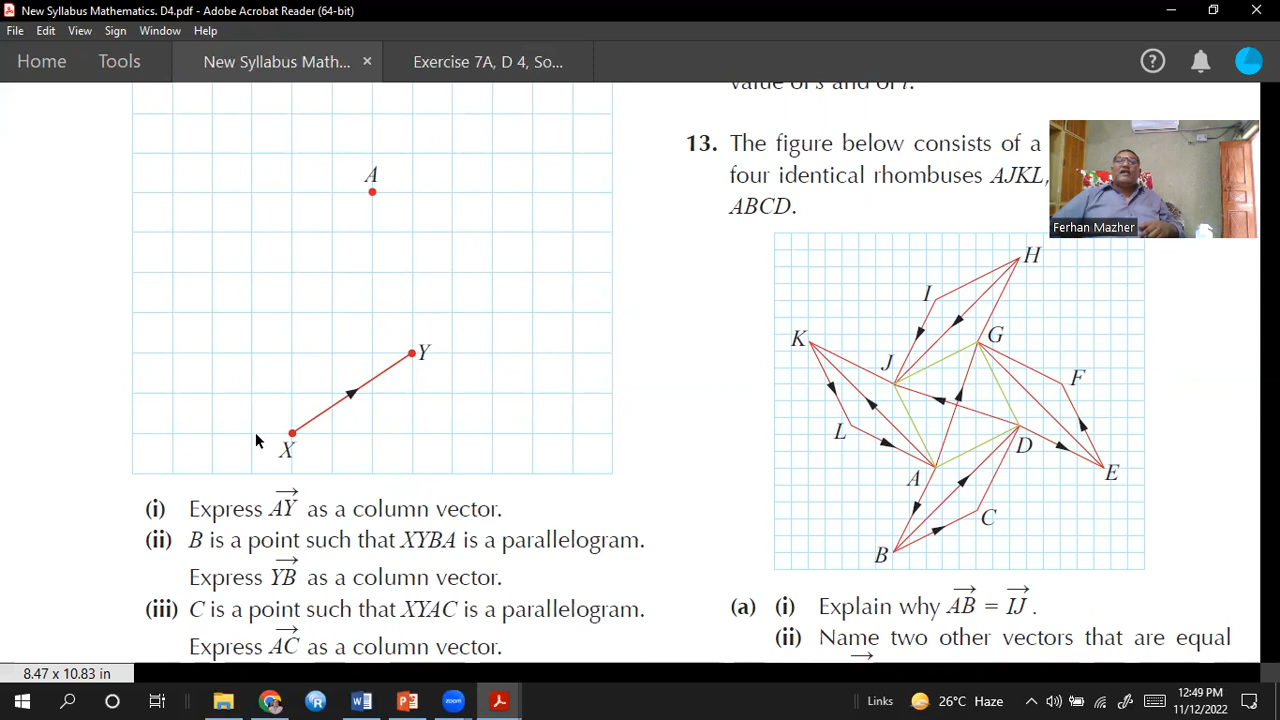 New Syllabus Mathematics. D4.pdf - Adobe Acrobat Reader (64-bit)
File Edit View Sign Window Help
Home Tools New Syllabus Math... × Exercise 7A, D 4, So...
A
Y
X
(i) Express AY as a column vector.
(ii) B is a point such that XYBA is a parallelogram.
Express YB as a column vector.
(iii) C is a point such that XYAC is a parallelogram.
Express AC as a column vector.
value of s and of t.
13. The figure below consists of a
four identical rhombuses AJKL,
ABCD.
Ferhan Mazher
H
I
K
G
J
F
L
D
A
E
C
B
(a) (i) Explain why AB = IJ.
(ii) Name two other vectors that are equal
8.47 x 10.83 in
Links 26°C Haze 12:49 PM
11/12/2022